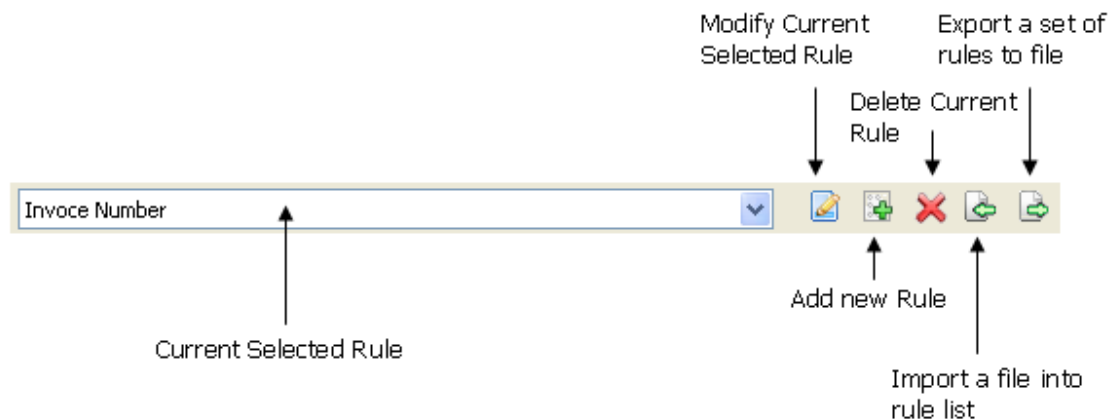 Modify Current
Selected Rule
Export a set of
rules to file
Delete Current
Rule
Invoce Number
Add new Rule
Current Selected Rule
Import a file into
rule list